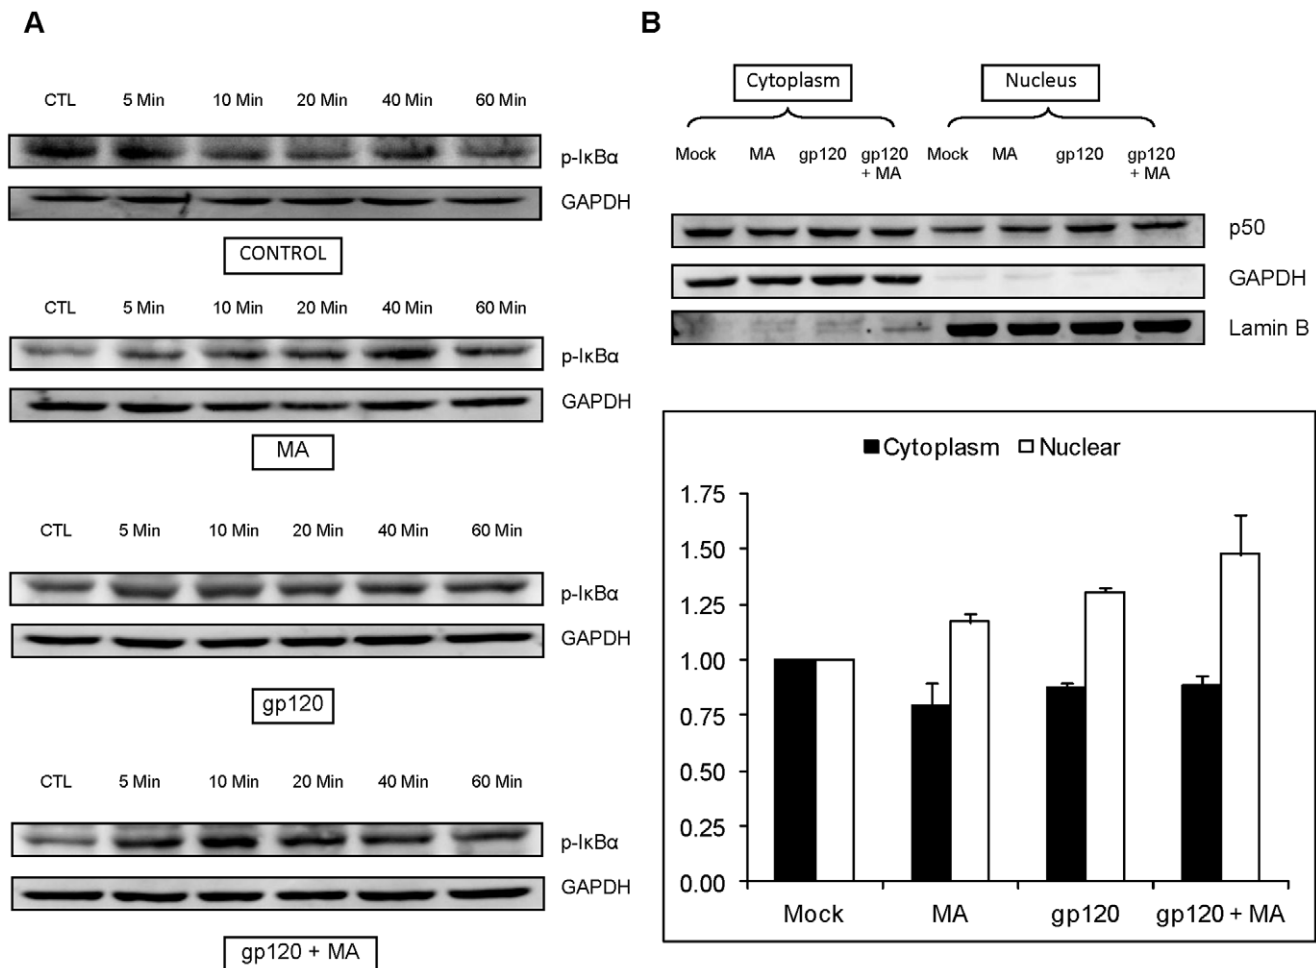 A
CTL 5 Min 10 Min 20 Min 40 Min 60 Min
p-IκBα
GAPDH
CONTROL
CTL 5 Min 10 Min 20 Min 40 Min 60 Min
p-IκBα
GAPDH
MA
CTL 5 Min 10 Min 20 Min 40 Min 60 Min
p-IκBα
GAPDH
gp120
CTL 5 Min 10 Min 20 Min 40 Min 60 Min
p-IκBα
GAPDH
gp120 + MA
B
Cytoplasm Nucleus
Mock MA gp120 gp120 Mock MA gp120 gp120
+ MA + MA
p50
GAPDH
Lamin B
Cytoplasm Nuclear
1.75
1.50
1.25
1.00
0.75
0.50
0.25
0.00
Mock MA gp120 gp120 + MA